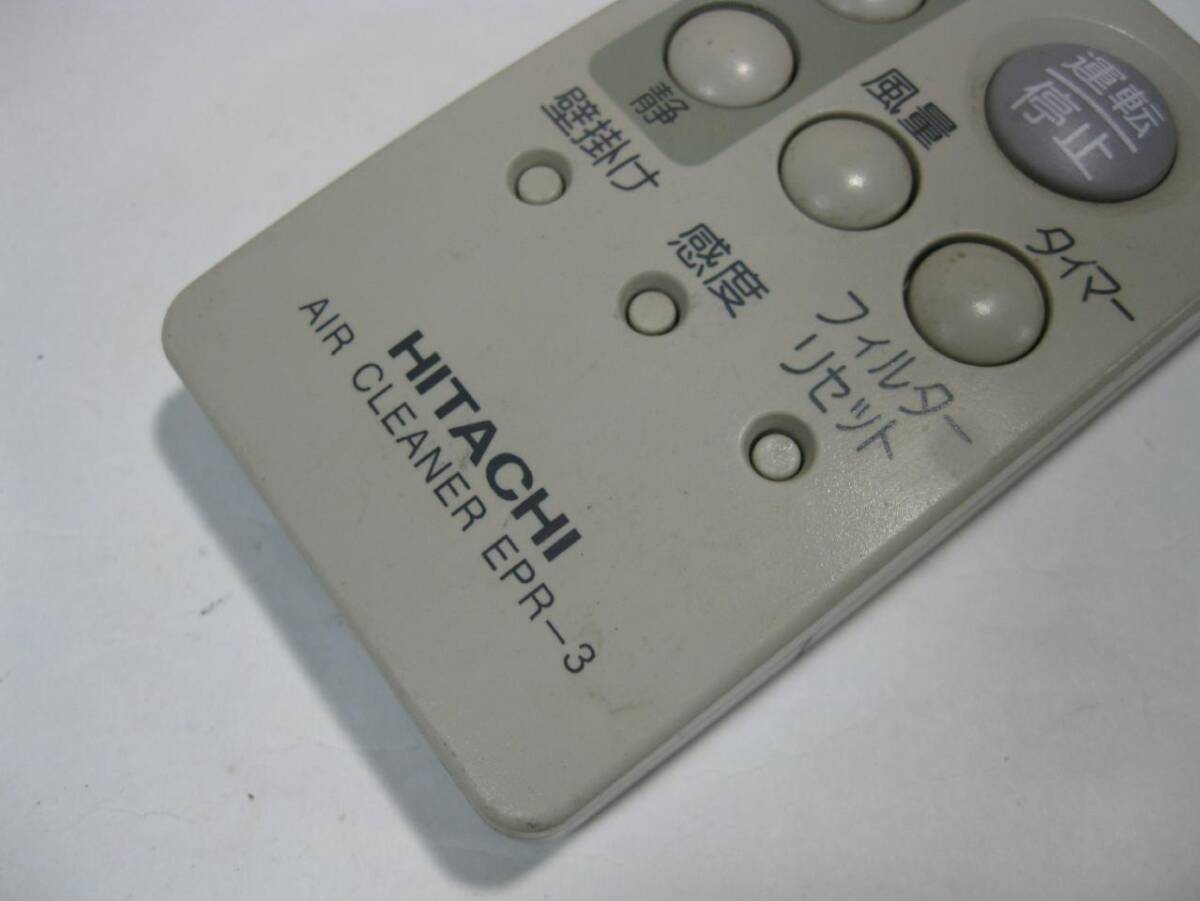 運転
停止
静
風量
タイマー
壁掛け
感度
フィルター
リセット
HITACHI
AIR CLEANER EPR-3